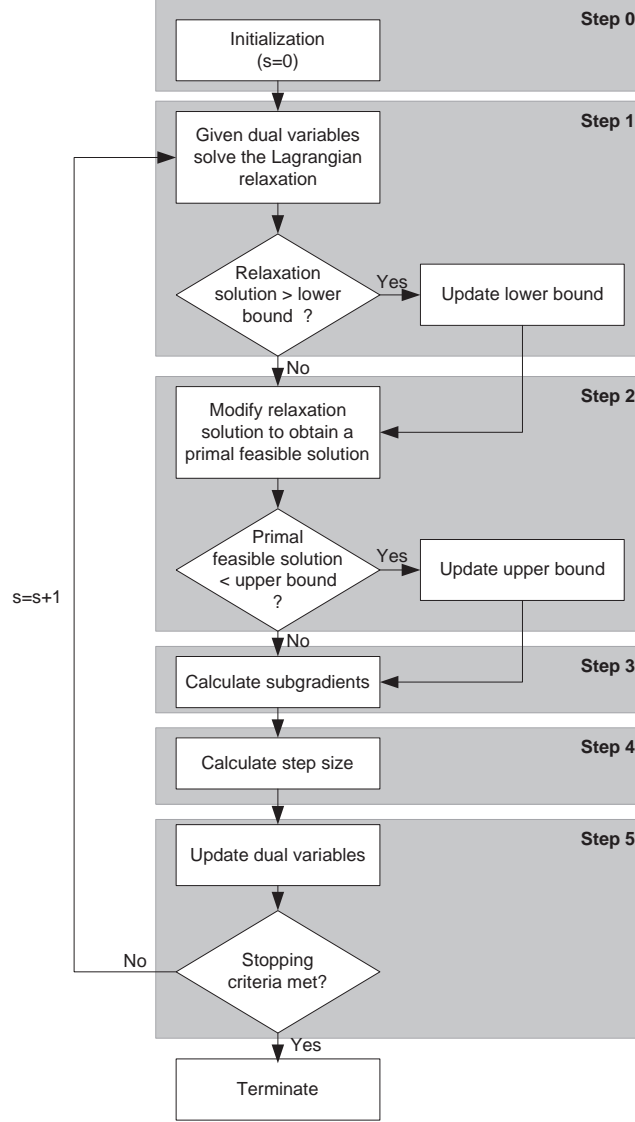 Step 0
Initialization
(s=0)
Step 1
Given dual variables
solve the Lagrangian
relaxation
Relaxation
solution > lower
bound ?
Yes
Update lower bound
No
Step 2
Modify relaxation
solution to obtain a
primal feasible solution
Primal
feasible solution
< upper bound
?
Yes
Update upper bound
No
s=s+1
Step 3
Calculate subgradients
Step 4
Calculate step size
Step 5
Update dual variables
Stopping
criteria met?
No
Yes
Terminate